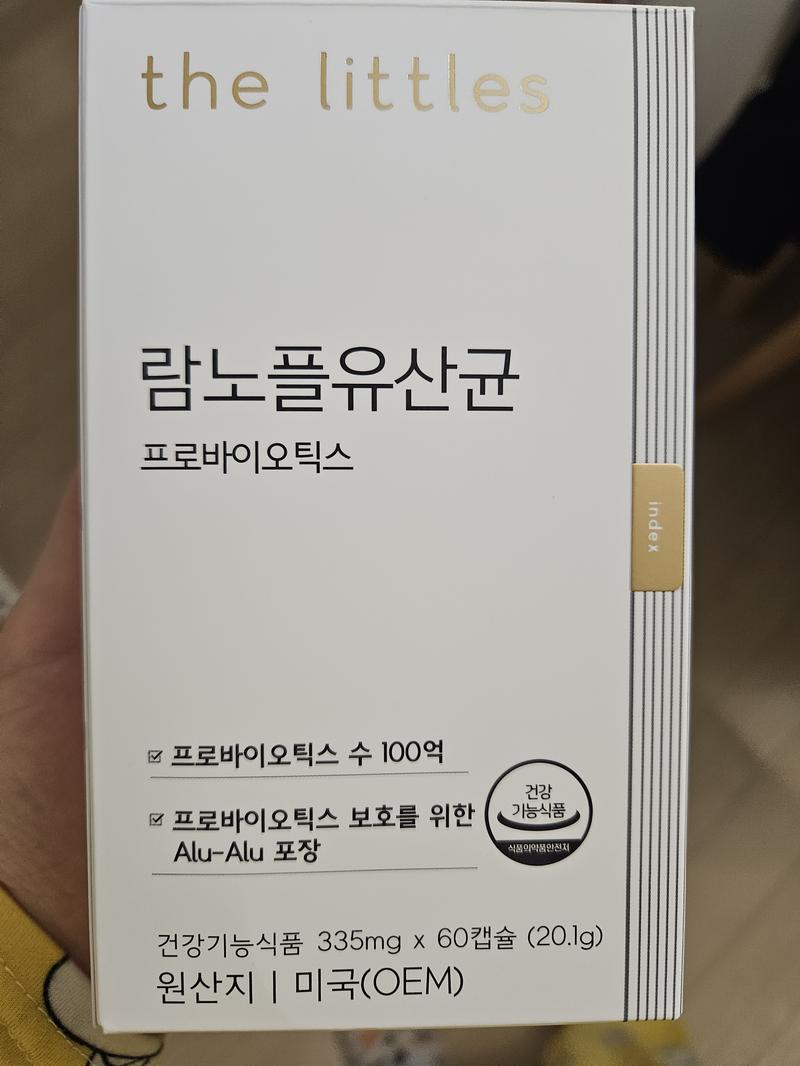 the littles
람노플유산균
프로바이오틱스
index
☑ 프로바이오틱스 수 100억
☑ 프로바이오틱스 보호를 위한
Alu-Alu 포장
건강
기능식품
식품의약품안전처
건강기능식품 335mg x 60캡슐 (20.1g)
원산지 | 미국(OEM)